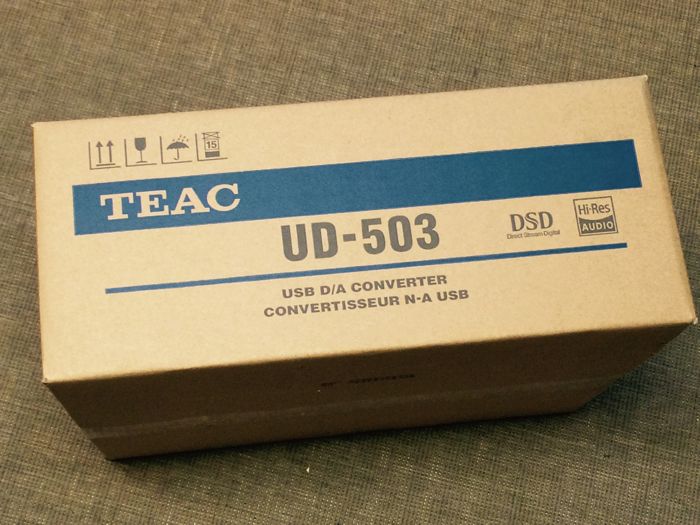 15
TEAC
UD-503
DSD
Direct Stream Digital
Hi-Res
AUDIO
USB D/A CONVERTER
CONVERTISSEUR N-A USB